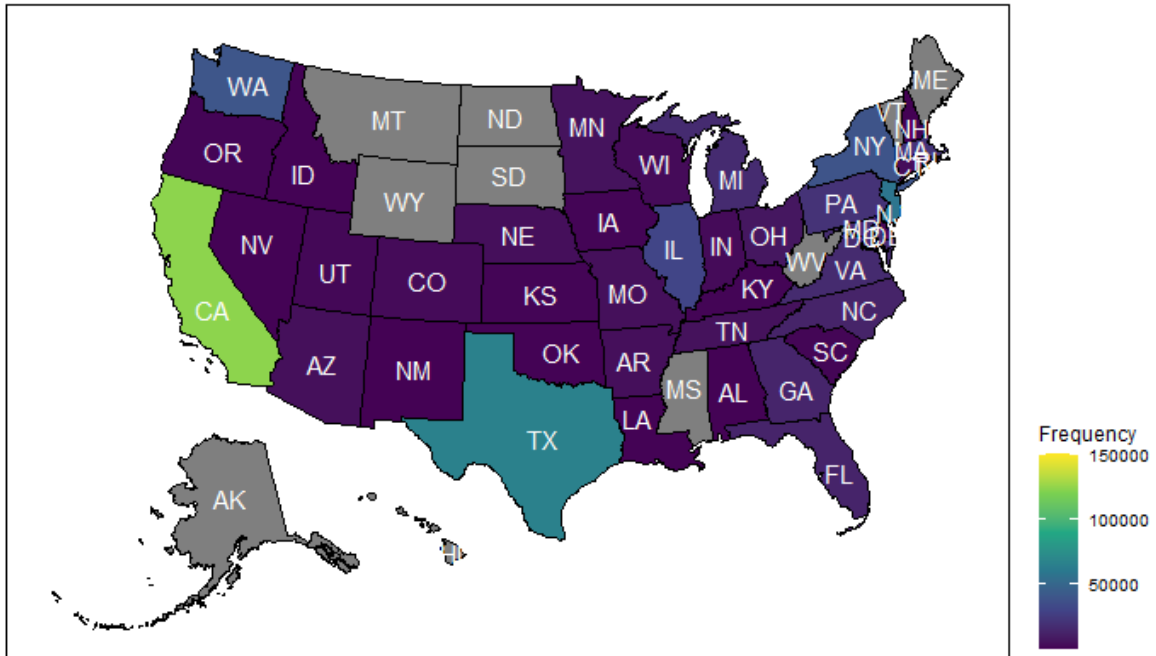 WA
MT
ND
MN
ME
VT
NH
OR
ID
WY
SD
WI
MI
NY
MA
CT
NV
UT
CO
NE
IA
IL
IN
OH
PA
WV
VA
CA
AZ
NM
KS
MO
KY
TN
NC
OK
AR
SC
MS
AL
GA
LA
TX
FL
AK
HI
Frequency
150000
100000
50000